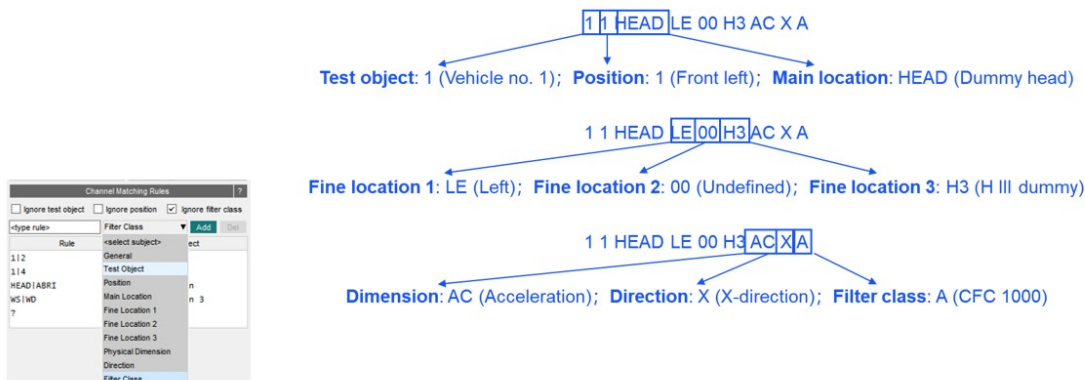 1 1 HEAD LE 00 H3 AC X A
Test object: 1 (Vehicle no. 1); Position: 1 (Front left); Main location: HEAD (Dummy head)
1 1 HEAD LE 00 H3 AC X A
Fine location 1: LE (Left); Fine location 2: 00 (Undefined); Fine location 3: H3 (H III dummy)
1 1 HEAD LE 00 H3 AC X A
Dimension: AC (Acceleration); Direction: X (X-direction); Filter class: A (CFC 1000)
Channel Matching Rules ?
Ignore test object Ignore position Ignore filter class
<type rule> Filter Class Add Del
Rule <select subject> ect
1|2 General
1|4 Test Object
HEAD|ABRI Position n
WS|WD Main Location n 3
? Fine Location 1
Fine Location 2
Fine Location 3
Physical Dimension
Direction
Filter Class